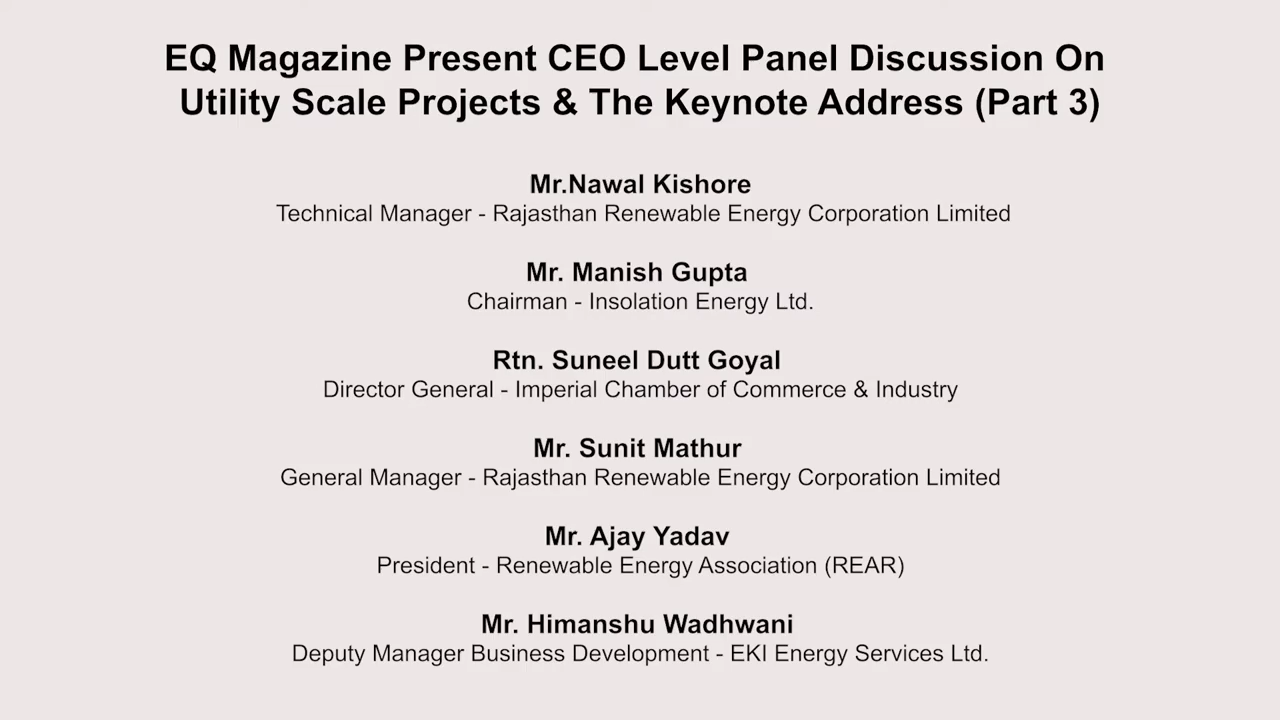 EQ Magazine Present CEO Level Panel Discussion On
Utility Scale Projects & The Keynote Address (Part 3)
Mr.Nawal Kishore
Technical Manager - Rajasthan Renewable Energy Corporation Limited
Mr. Manish Gupta
Chairman - Insolation Energy Ltd.
Rtn. Suneel Dutt Goyal
Director General - Imperial Chamber of Commerce & Industry
Mr. Sunit Mathur
General Manager - Rajasthan Renewable Energy Corporation Limited
Mr. Ajay Yadav
President - Renewable Energy Association (REAR)
Mr. Himanshu Wadhwani
Deputy Manager Business Development - EKI Energy Services Ltd.